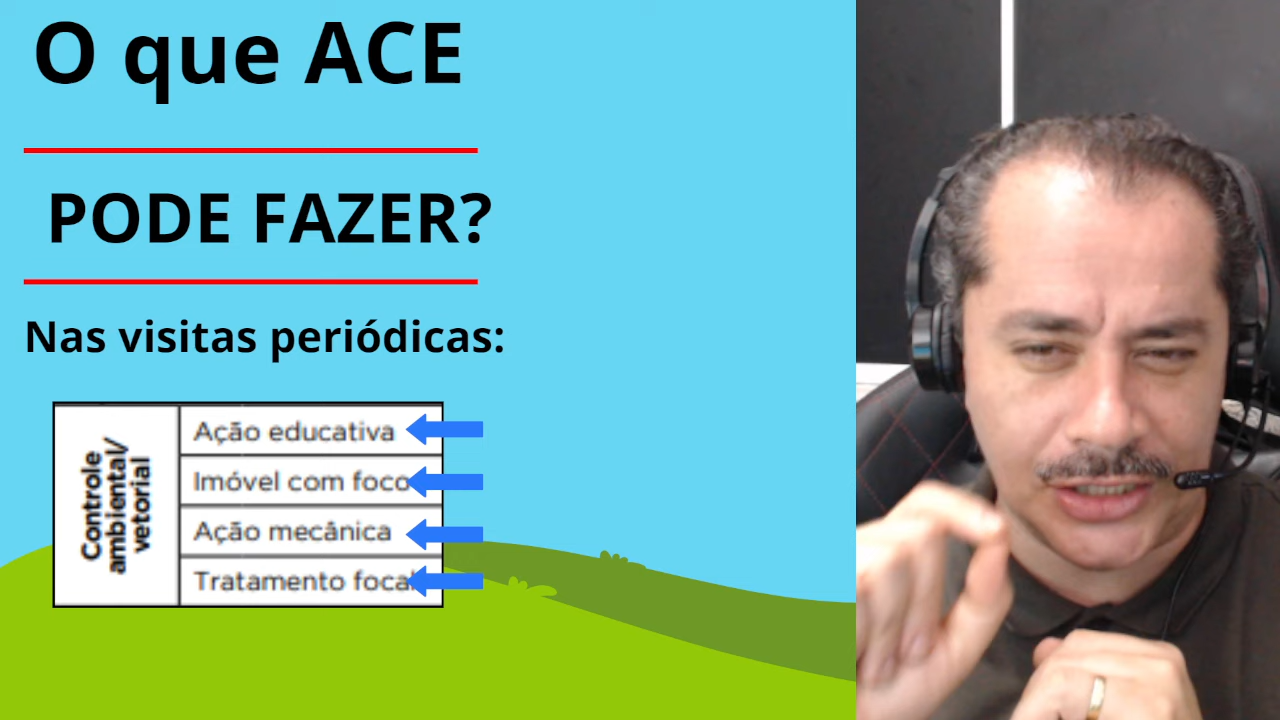 O que ACE
PODE FAZER?
Nas visitas periódicas:
Controle
ambiental/
vetorial
Ação educativa
Imóvel com foco
Ação mecânica
Tratamento focal